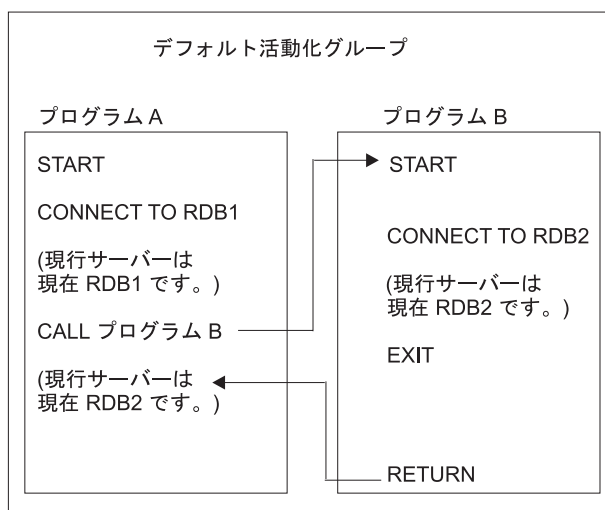 デフォルト活動化グループ
プログラム A
START
CONNECT TO RDB1
(現行サーバーは
現在 RDB1 です。)
CALL プログラム B
(現行サーバーは
現在 RDB2 です。)
プログラム B
START
CONNECT TO RDB2
(現行サーバーは
現在 RDB2 です。)
EXIT
RETURN